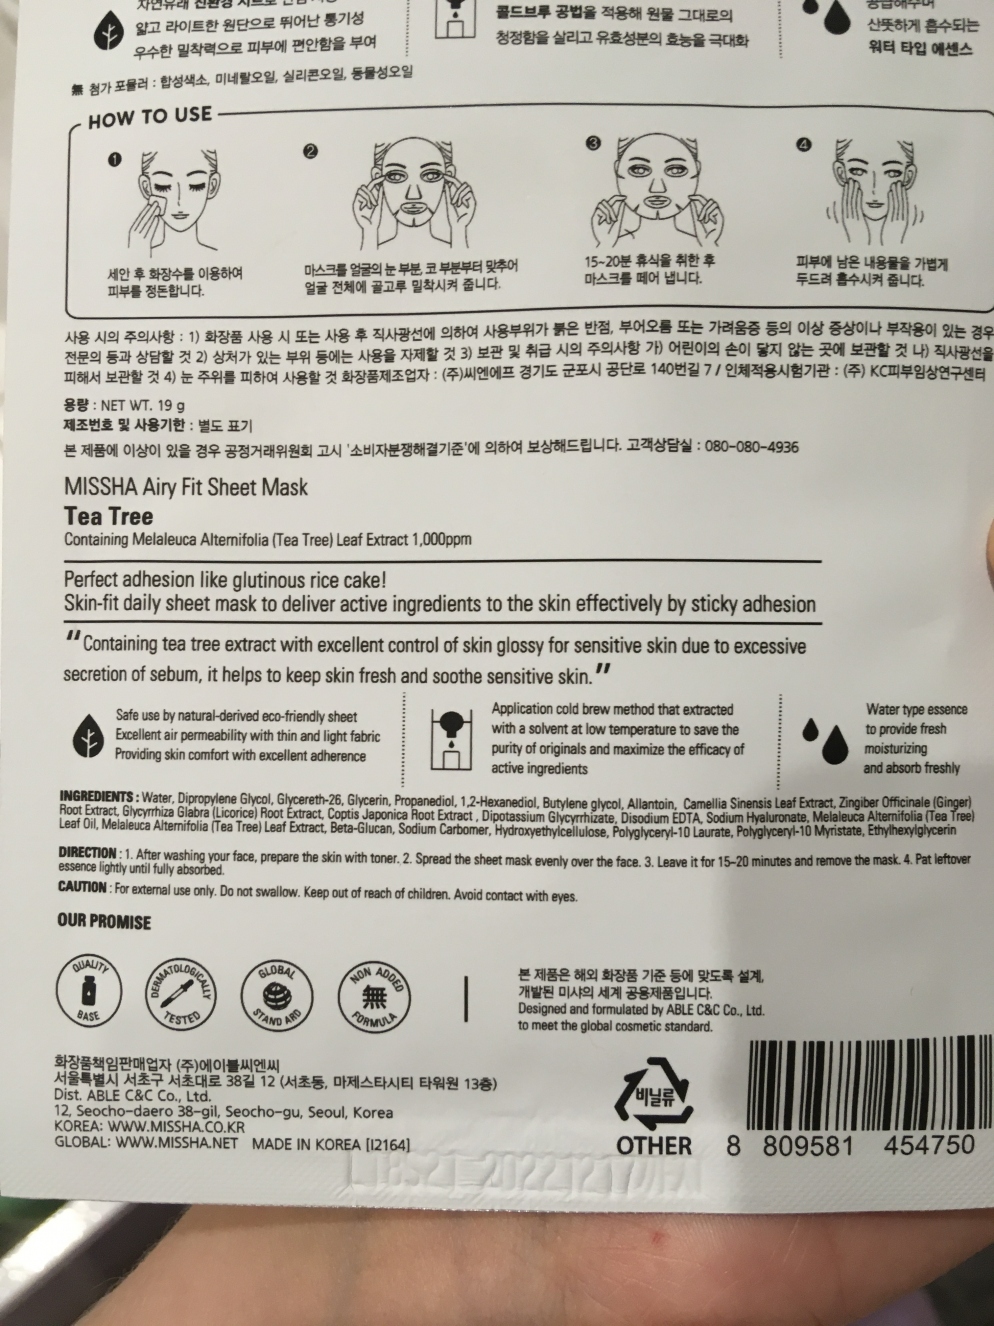 얇고 라이트한 원단으로 뛰어난 통기성
우수한 밀착력으로 피부에 편안함을 부여
콜드브루 공법을 적용해 원물 그대로의
청정함을 살리고 유효성분의 효능을 극대화
산뜻하게 흡수되는
워터 타입 에센스
無 첨가 포뮬러 : 합성색소, 미네랄오일, 실리콘오일, 동물성오일
HOW TO USE
1
세안 후 화장수를 이용하여
피부를 정돈합니다.
2
마스크를 얼굴의 눈 부분, 코 부분부터 맞추어
얼굴 전체에 골고루 밀착시켜 줍니다.
3
15~20분 휴식을 취한 후
마스크를 떼어 냅니다.
4
피부에 남은 내용물을 가볍게
두드려 흡수시켜 줍니다.
사용 시의 주의사항 : 1) 화장품 사용 시 또는 사용 후 직사광선에 의하여 사용부위가 붉은 반점, 부어오름 또는 가려움증 등의 이상 증상이나 부작용이 있는 경우
전문의 등과 상담할 것 2) 상처가 있는 부위 등에는 사용을 자제할 것 3) 보관 및 취급 시의 주의사항 가) 어린이의 손이 닿지 않는 곳에 보관할 것 나) 직사광선을
피해서 보관할 것 4) 눈 주위를 피하여 사용할 것 화장품제조업자 : (주)씨엔에프 경기도 군포시 공단로 140번길 7 / 인체적용시험기관 : (주) KC피부임상연구센터
용량 : NET WT. 19 g
제조번호 및 사용기한 : 별도 표기
본 제품에 이상이 있을 경우 공정거래위원회 고시 '소비자분쟁해결기준'에 의하여 보상해드립니다. 고객상담실 : 080-080-4936
MISSHA Airy Fit Sheet Mask
Tea Tree
Containing Melaleuca Alternifolia (Tea Tree) Leaf Extract 1,000ppm
Perfect adhesion like glutinous rice cake!
Skin-fit daily sheet mask to deliver active ingredients to the skin effectively by sticky adhesion
"Containing tea tree extract with excellent control of skin glossy for sensitive skin due to excessive
secretion of sebum, it helps to keep skin fresh and soothe sensitive skin."
Safe use by natural-derived eco-friendly sheet
Excellent air permeability with thin and light fabric
Providing skin comfort with excellent adherence
Application cold brew method that extracted
with a solvent at low temperature to save the
purity of originals and maximize the efficacy of
active ingredients
Water type essence
to provide fresh
moisturizing
and absorb freshly
INGREDIENTS : Water, Dipropylene Glycol, Glycereth-26, Glycerin, Propanediol, 1,2-Hexanediol, Butylene glycol, Allantoin, Camellia Sinensis Leaf Extract, Zingiber Officinale (Ginger)
Root Extract, Glycyrrhiza Glabra (Licorice) Root Extract, Coptis Japonica Root Extract , Dipotassium Glycyrrhizate, Disodium EDTA, Sodium Hyaluronate, Melaleuca Alternifolia (Tea Tree)
Leaf Oil, Melaleuca Alternifolia (Tea Tree) Leaf Extract, Beta-Glucan, Sodium Carbomer, Hydroxyethylcellulose, Polyglyceryl-10 Laurate, Polyglyceryl-10 Myristate, Ethylhexylglycerin
DIRECTION : 1. After washing your face, prepare the skin with toner. 2. Spread the sheet mask evenly over the face. 3. Leave it for 15-20 minutes and remove the mask. 4. Pat leftover
essence lightly until fully absorbed.
CAUTION : For external use only. Do not swallow. Keep out of reach of children. Avoid contact with eyes.
OUR PROMISE
QUALITY BASE
DERMATOLOGICALLY TESTED
GLOBAL STANDARD
NON ADDED 無 FORMULA
본 제품은 해외 화장품 기준 등에 맞도록 설계,
개발된 미샤의 세계 공용제품입니다.
Designed and formulated by ABLE C&C Co., Ltd.
to meet the global cosmetic standard.
화장품책임판매업자 (주)에이블씨엔씨
서울특별시 서초구 서초대로 38길 12 (서초동, 마제스타시티 타워원 13층)
Dist. ABLE C&C Co., Ltd.
12, Seocho-daero 38-gil, Seocho-gu, Seoul, Korea
KOREA: WWW.MISSHA.CO.KR
GLOBAL: WWW.MISSHA.NET MADE IN KOREA [I2164]
비닐류
OTHER
8 809581 454750